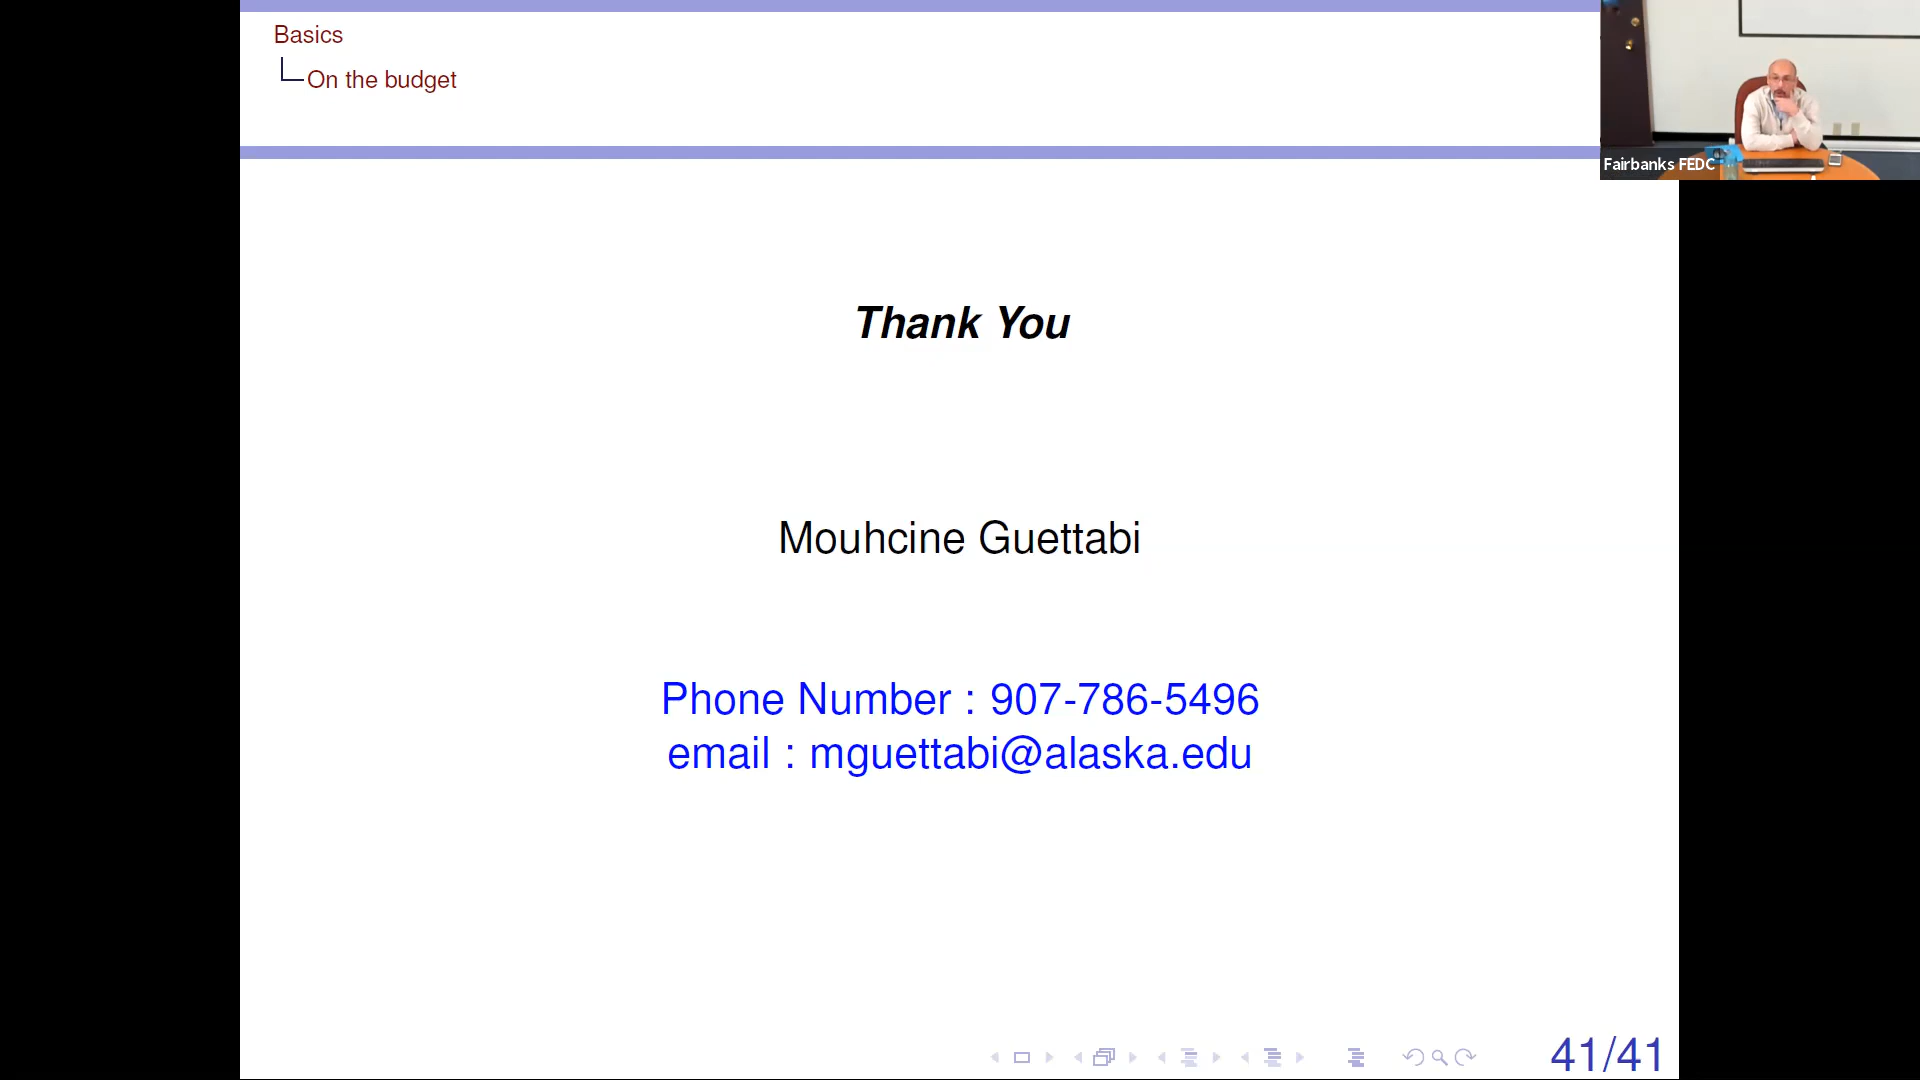 Basics
On the budget
Fairbanks FEDC
Thank You
Mouhcine Guettabi
Phone Number : 907-786-5496
email : mguettabi@alaska.edu
41/41